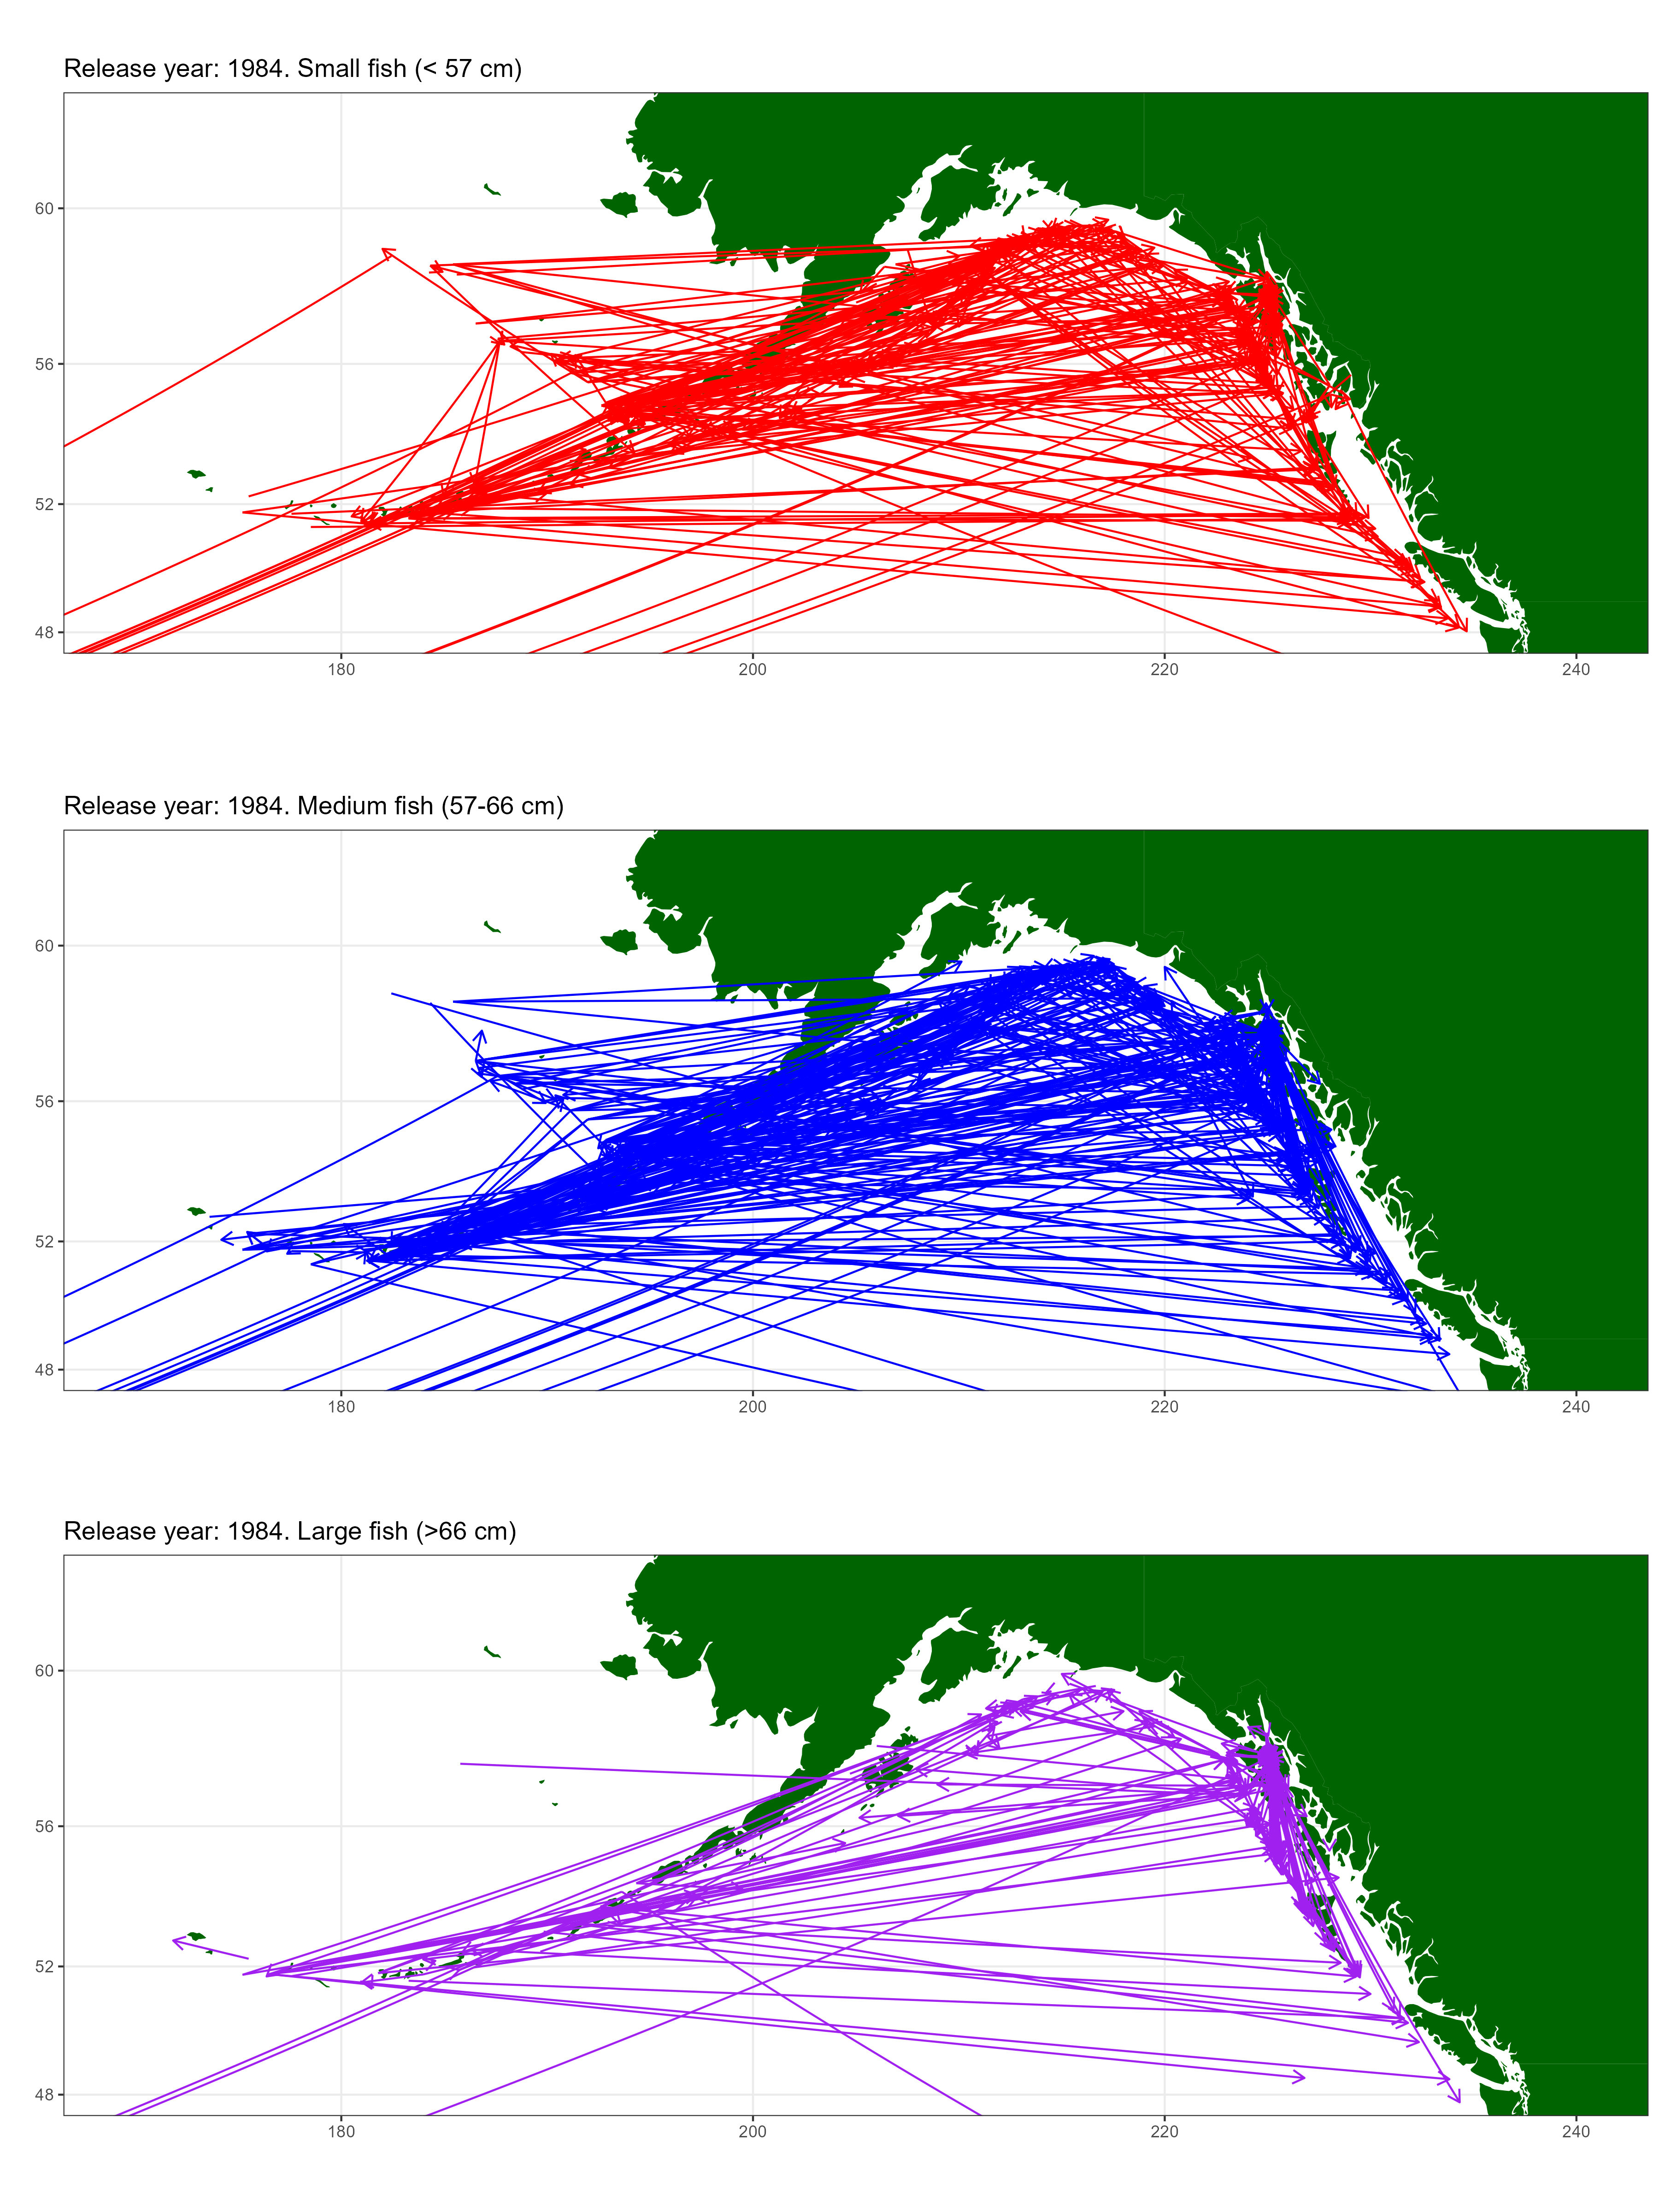 Release year: 1984. Small fish (< 57 cm)
60
56
52
48
180 200 220 240
Release year: 1984. Medium fish (57-66 cm)
60
56
52
48
180 200 220 240
Release year: 1984. Large fish (>66 cm)
60
56
52
48
180 200 220 240